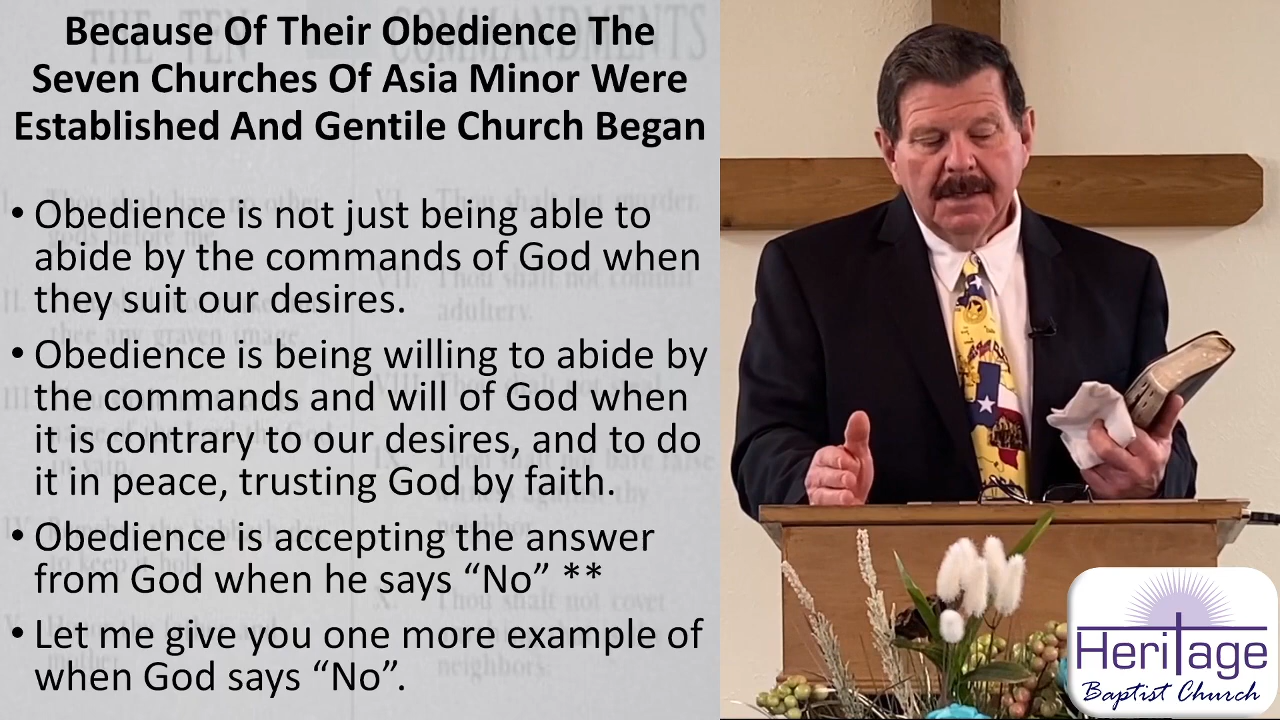 Because Of Their Obedience The
Seven Churches Of Asia Minor Were
Established And Gentile Church Began
• Obedience is not just being able to
abide by the commands of God when
they suit our desires.
• Obedience is being willing to abide by
the commands and will of God when
it is contrary to our desires, and to do
it in peace, trusting God by faith.
• Obedience is accepting the answer
from God when he says “No” **
• Let me give you one more example of
when God says “No”.
THE TEN COMMANDMENTS
Heritage
Baptist Church